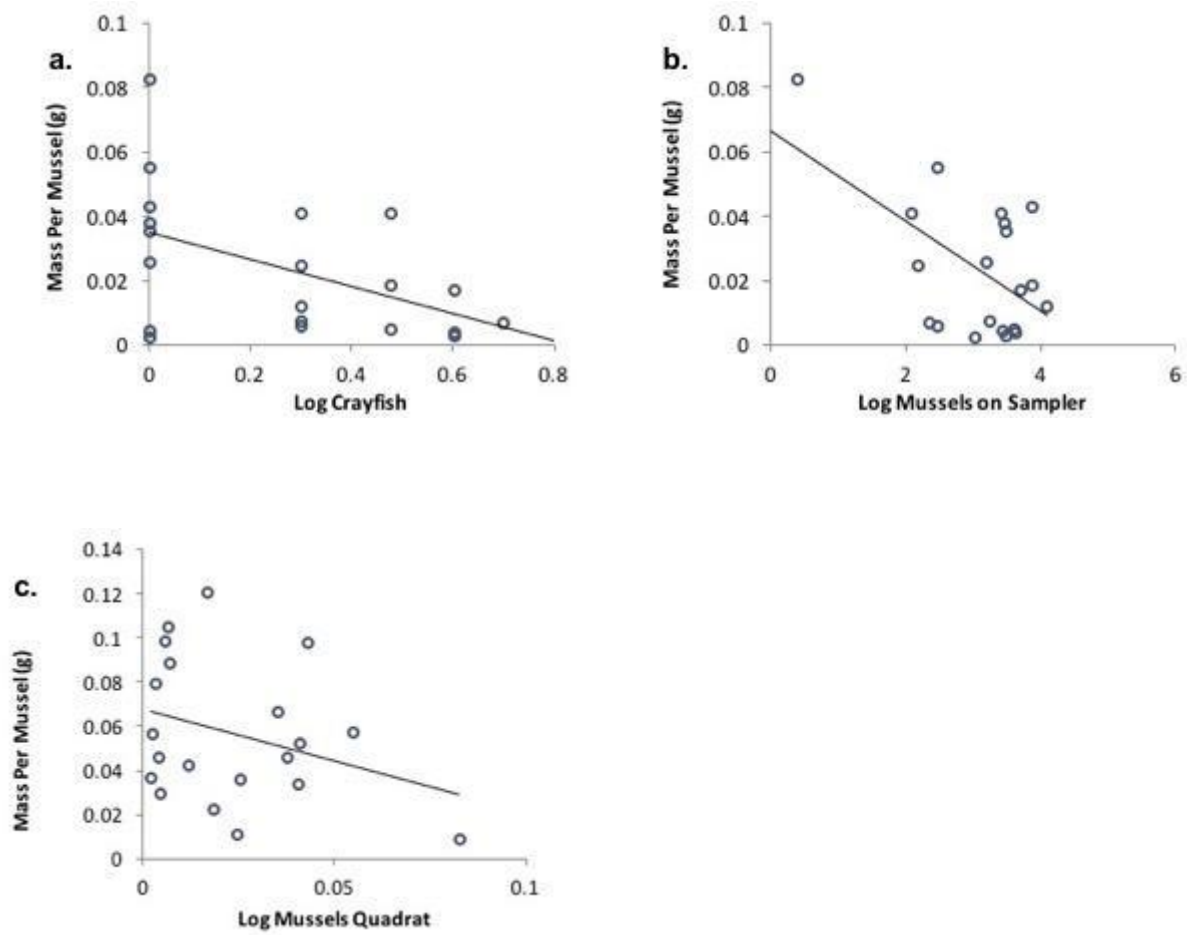 a.
Mass Per Mussel (g)
0.1
0.08
0.06
0.04
0.02
0
0 0.2 0.4 0.6 0.8
Log Crayfish
b.
Mass Per Mussel (g)
0.1
0.08
0.06
0.04
0.02
0
0 2 4 6
Log Mussels on Sampler
c.
Mass Per Mussel (g)
0.14
0.12
0.1
0.08
0.06
0.04
0.02
0
0 0.05 0.1
Log Mussels Quadrat